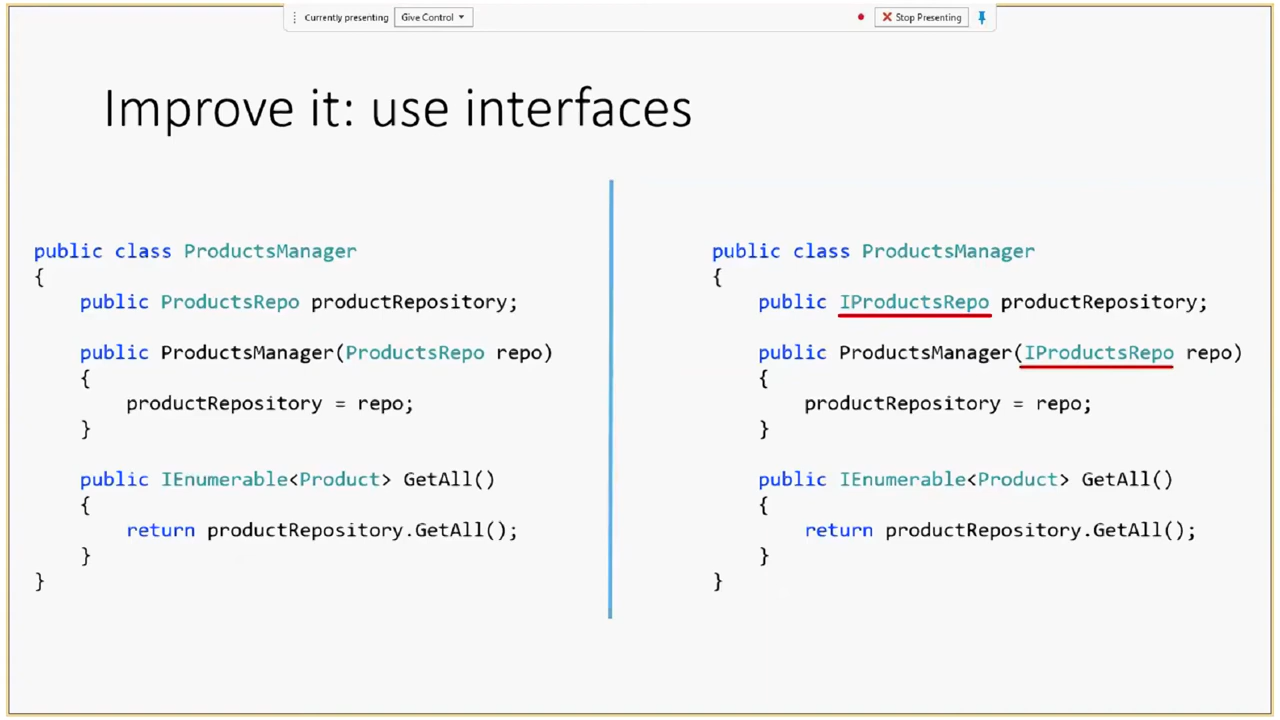 Currently presenting Give Control Stop Presenting
Improve it: use interfaces
public class ProductsManager
{
public ProductsRepo productRepository;
public ProductsManager(ProductsRepo repo)
{
productRepository = repo;
}
public IEnumerable<Product> GetAll()
{
return productRepository.GetAll();
}
}
public class ProductsManager
{
public IProductsRepo productRepository;
public ProductsManager(IProductsRepo repo)
{
productRepository = repo;
}
public IEnumerable<Product> GetAll()
{
return productRepository.GetAll();
}
}